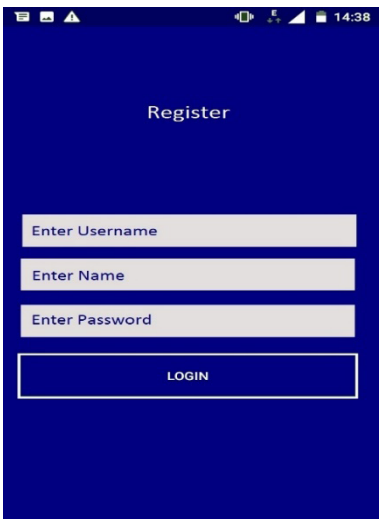 E 14:38
Register
Enter Username
Enter Name
Enter Password
LOGIN